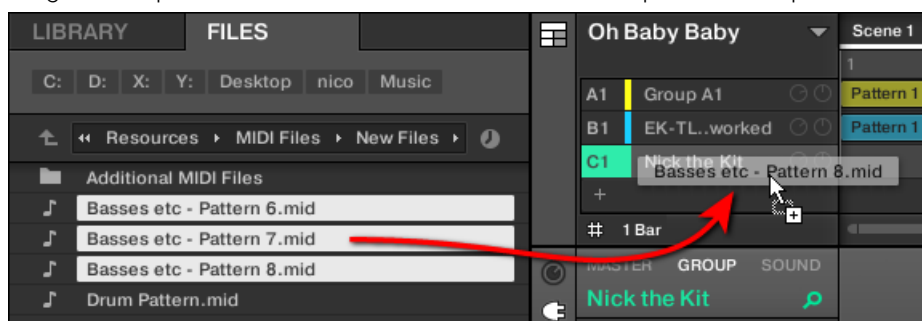 LIBRARY FILES
C: D: X: Y: Desktop nico Music
Resources MIDI Files New Files
Additional MIDI Files
Basses etc - Pattern 6.mid
Basses etc - Pattern 7.mid
Basses etc - Pattern 8.mid
Drum Pattern.mid
Oh Baby Baby
A1 Group A1
B1 EK-TL..worked
C1 Nick the Kit
Basses etc - Pattern 8.mid
+
# 1 Bar
MASTER GROUP SOUND
Nick the Kit
Scene 1
1
Pattern 1
Pattern 1